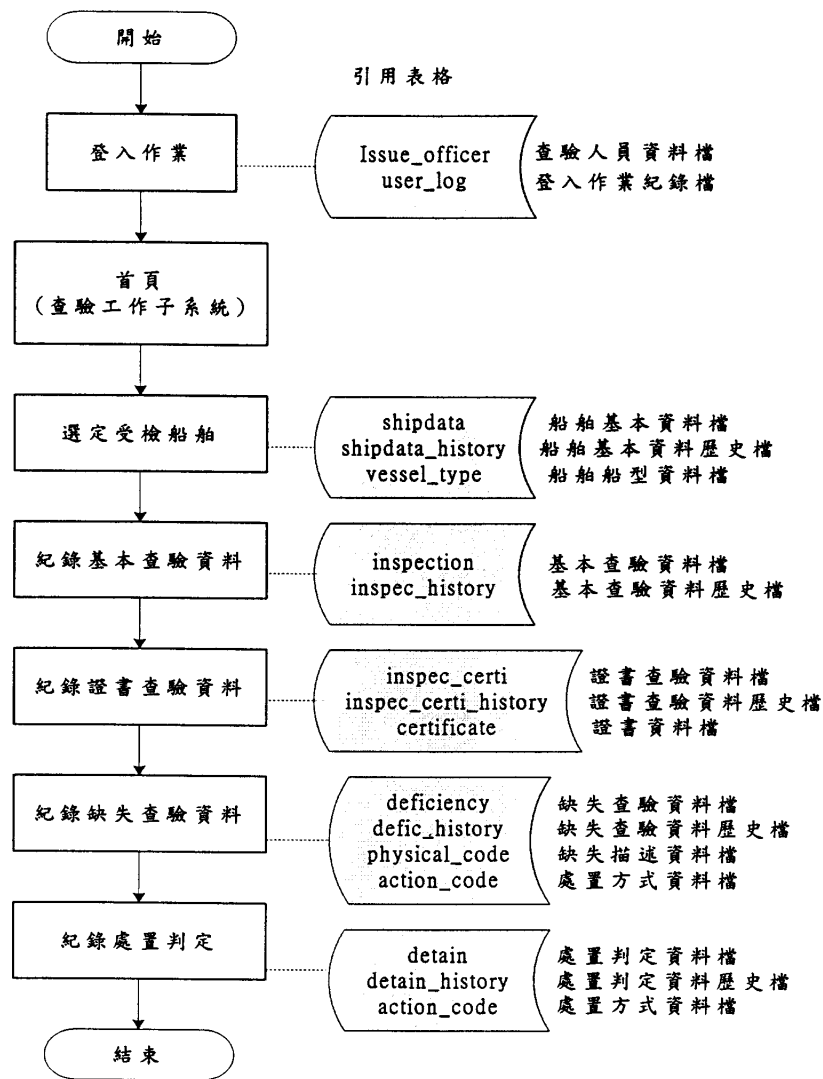 開始
引用表格
登入作業
Issue_officer
user_log
查驗人員資料檔
登入作業紀錄檔
首頁
（查驗工作子系統）
選定受檢船舶
shipdata
shipdata_history
vessel_type
船舶基本資料檔
船舶基本資料歷史檔
船舶船型資料檔
紀錄基本查驗資料
inspection
inspec_history
基本查驗資料檔
基本查驗資料歷史檔
紀錄證書查驗資料
inspec_certi
inspec_certi_history
certificate
證書查驗資料檔
證書查驗資料歷史檔
證書資料檔
紀錄缺失查驗資料
deficiency
defic_history
physical_code
action_code
缺失查驗資料檔
缺失查驗資料歷史檔
缺失描述資料檔
處置方式資料檔
紀錄處置判定
detain
detain_history
action_code
處置判定資料檔
處置判定資料歷史檔
處置方式資料檔
結束